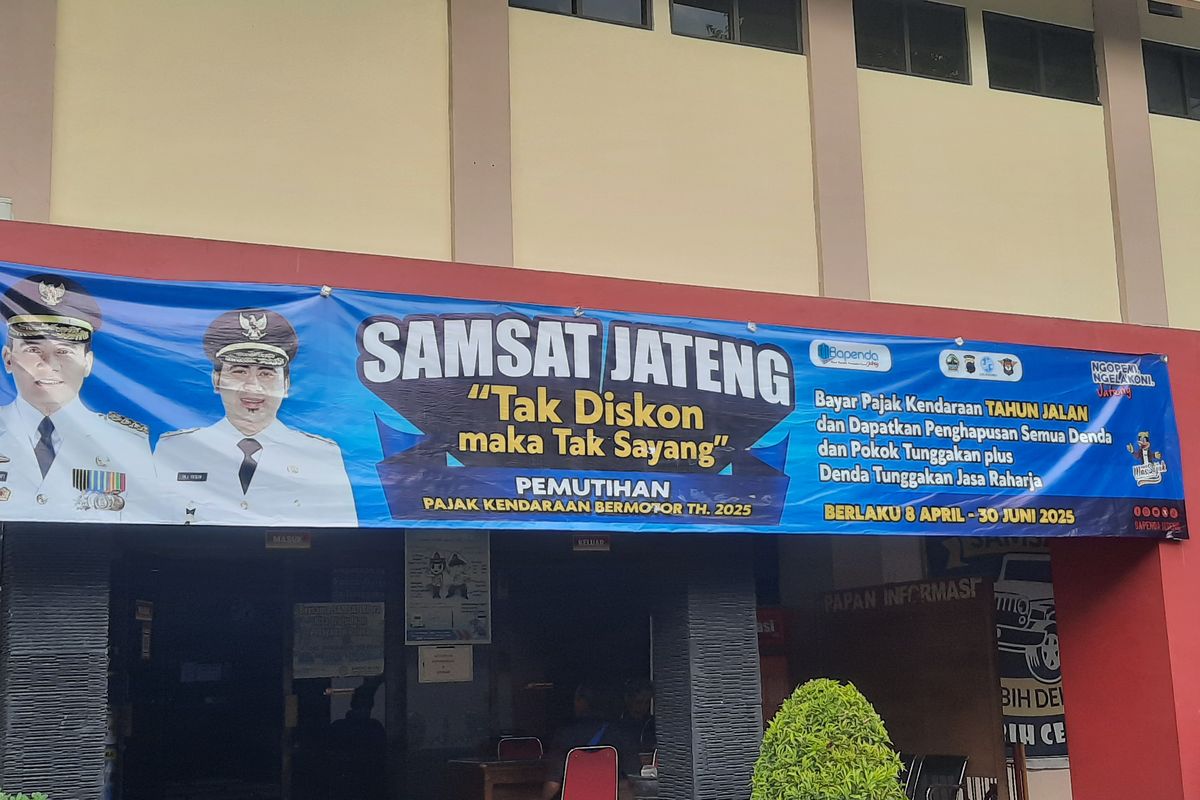 SAMSAT JATENG
"Tak Diskon
maka Tak Sayang"
PEMUTIHAN
PAJAK KENDARAAN BERMOTOR TH. 2025
Bapenda
NGOPENI
NGELAKONI.
Jateng
Bayar Pajak Kendaraan TAHUN JALAN
dan Dapatkan Penghapusan Semua Denda
dan Pokok Tunggakan plus
Denda Tunggakan Jasa Raharja
BERLAKU 8 APRIL - 30 JUNI 2025
BAPENDA JATENG
MASUK
KELUAR
PAPAN INFORMASI